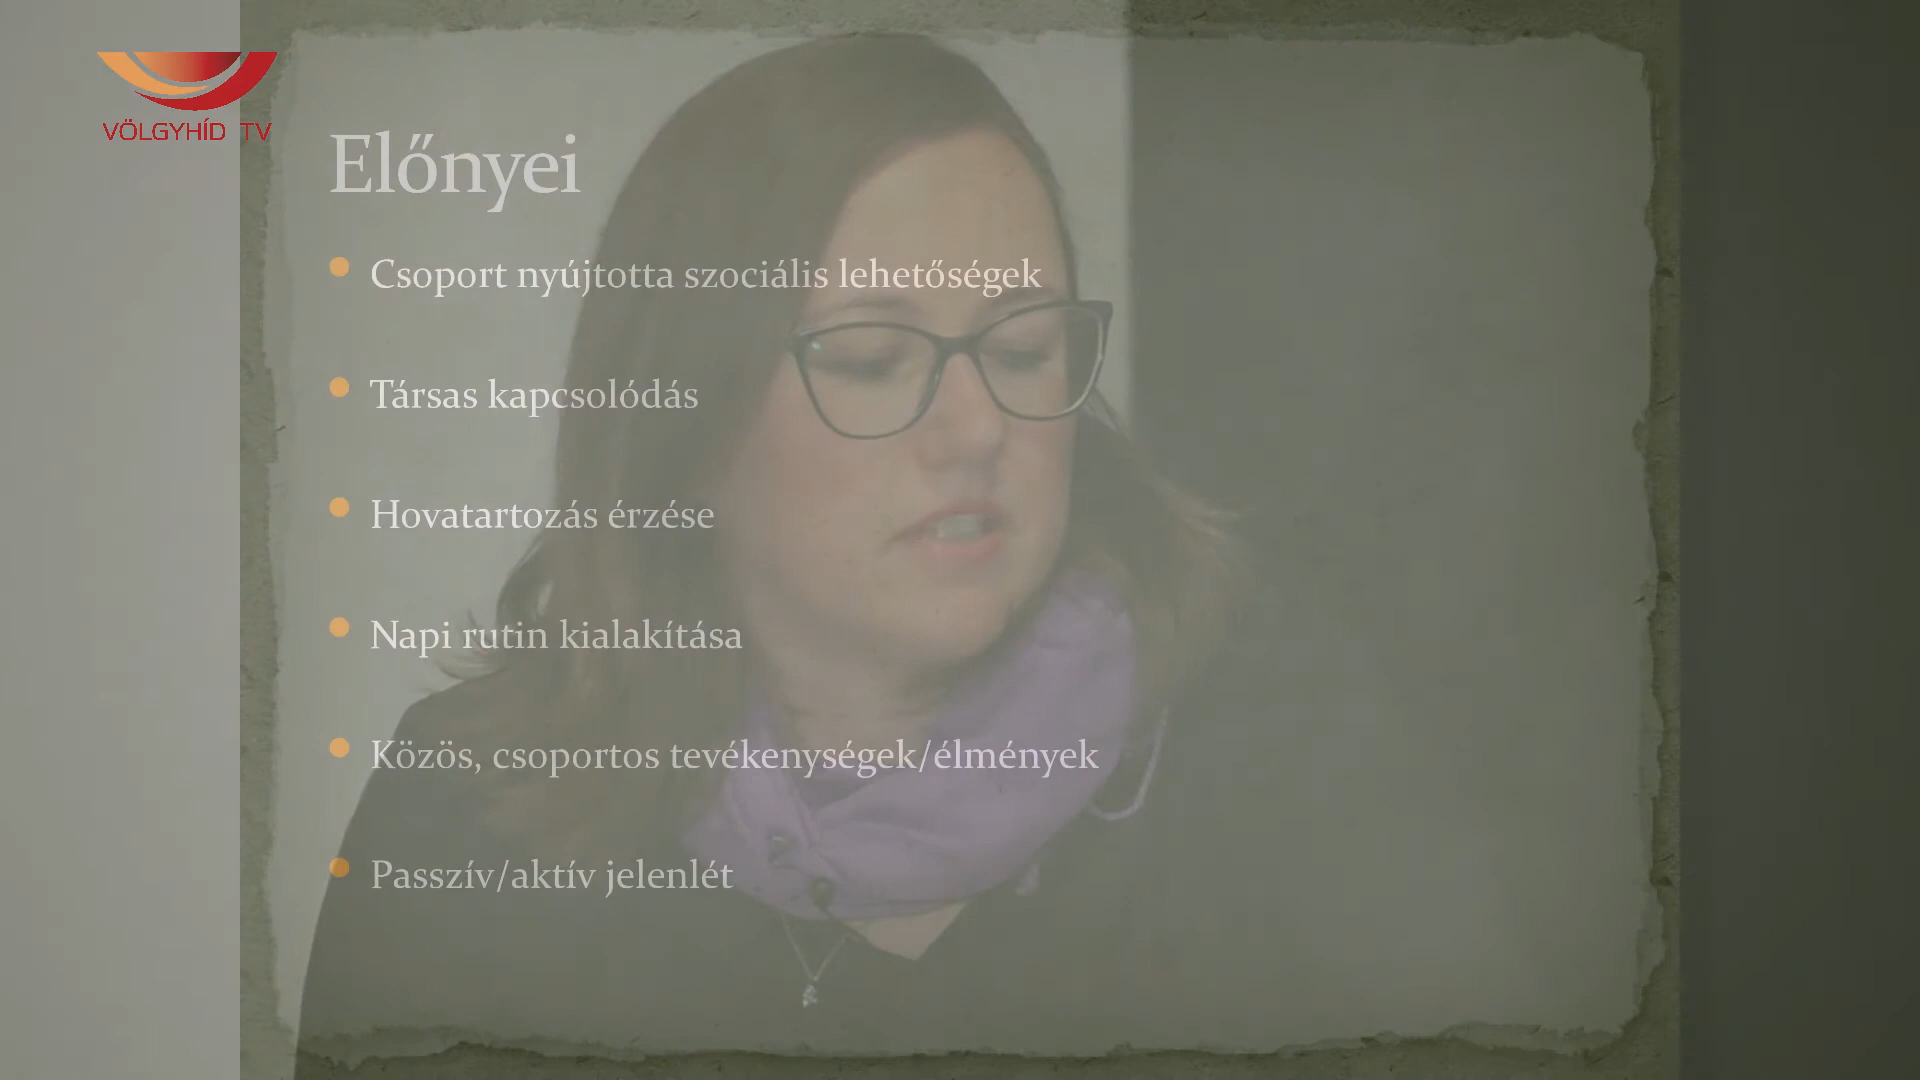 VÖLGYHÍD TV
Előnyei
Csoport nyújtotta szociális lehetőségek
Társas kapcsolódás
Hovatartozás érzése
Napi rutin kialakítása
Közös, csoportos tevékenységek/élmények
Passzív/aktív jelenlét